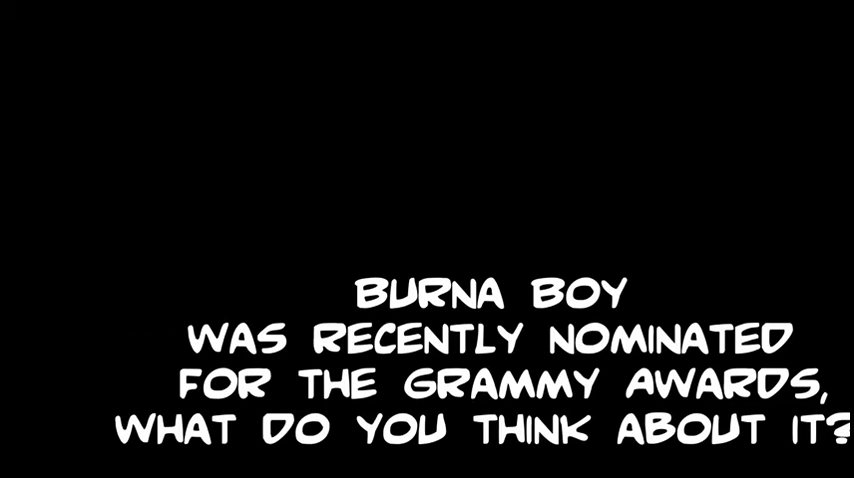 BURNA BOY
WAS RECENTLY NOMINATED
FOR THE GRAMMY AWARDS,
WHAT DO YOU THINK ABOUT IT?